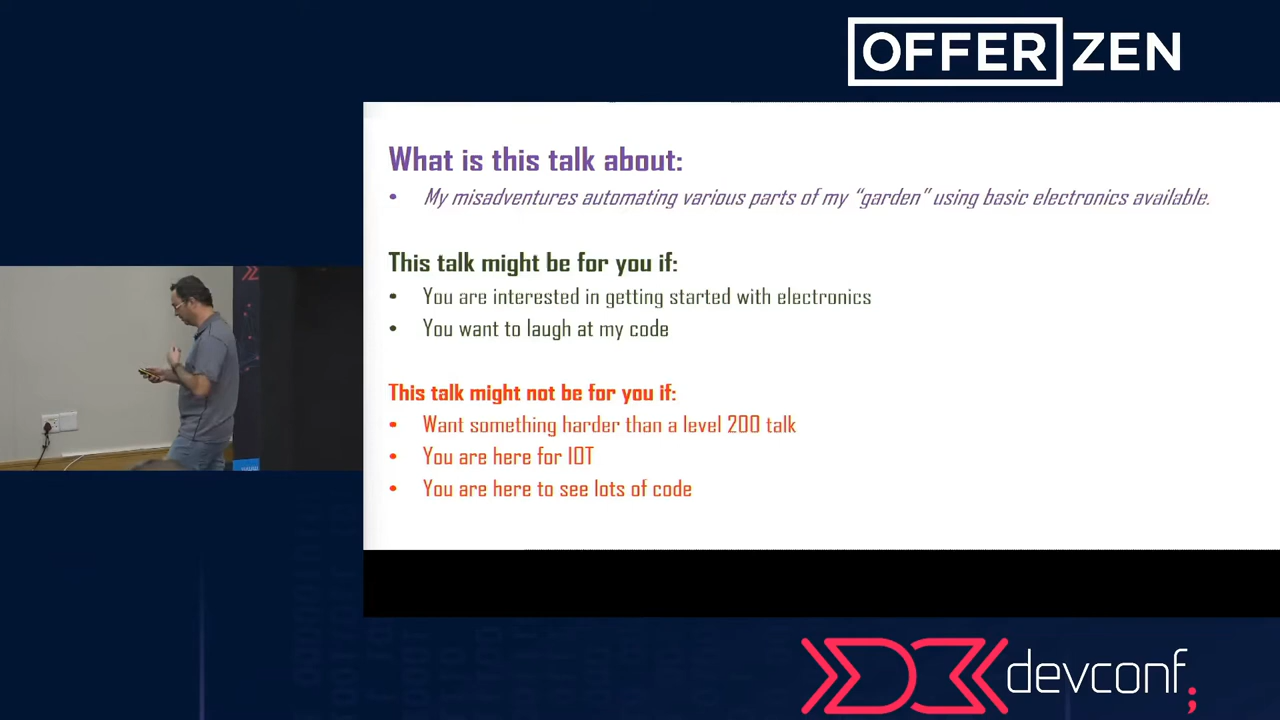 OFFERZEN
What is this talk about:
• My misadventures automating various parts of my “garden” using basic electronics available.
This talk might be for you if:
• You are interested in getting started with electronics
• You want to laugh at my code
This talk might not be for you if:
• Want something harder than a level 200 talk
• You are here for IOT
• You are here to see lots of code
devconf;